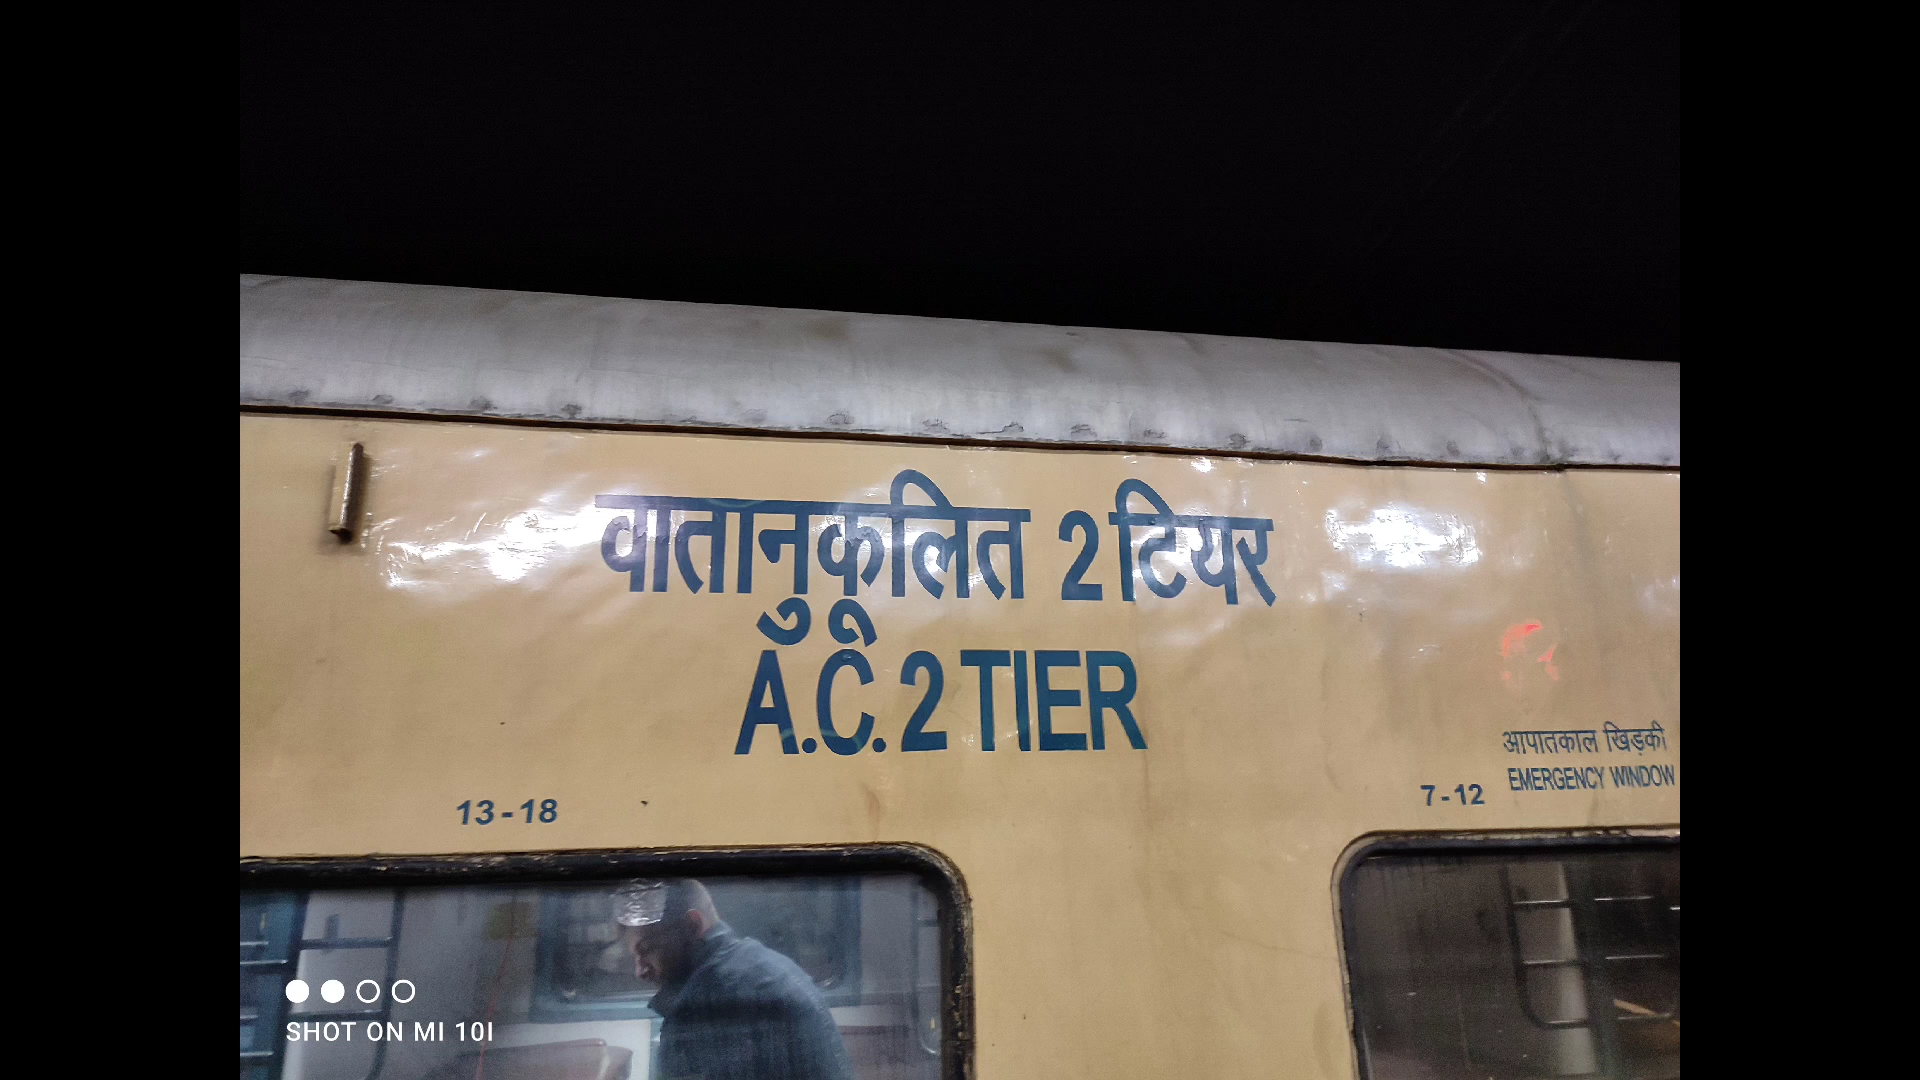 वातानुकूलित 2 टियर
A.C. 2 TIER
आपातकाल खिड़की
EMERGENCY WINDOW
13-18
7-12
SHOT ON MI 10I